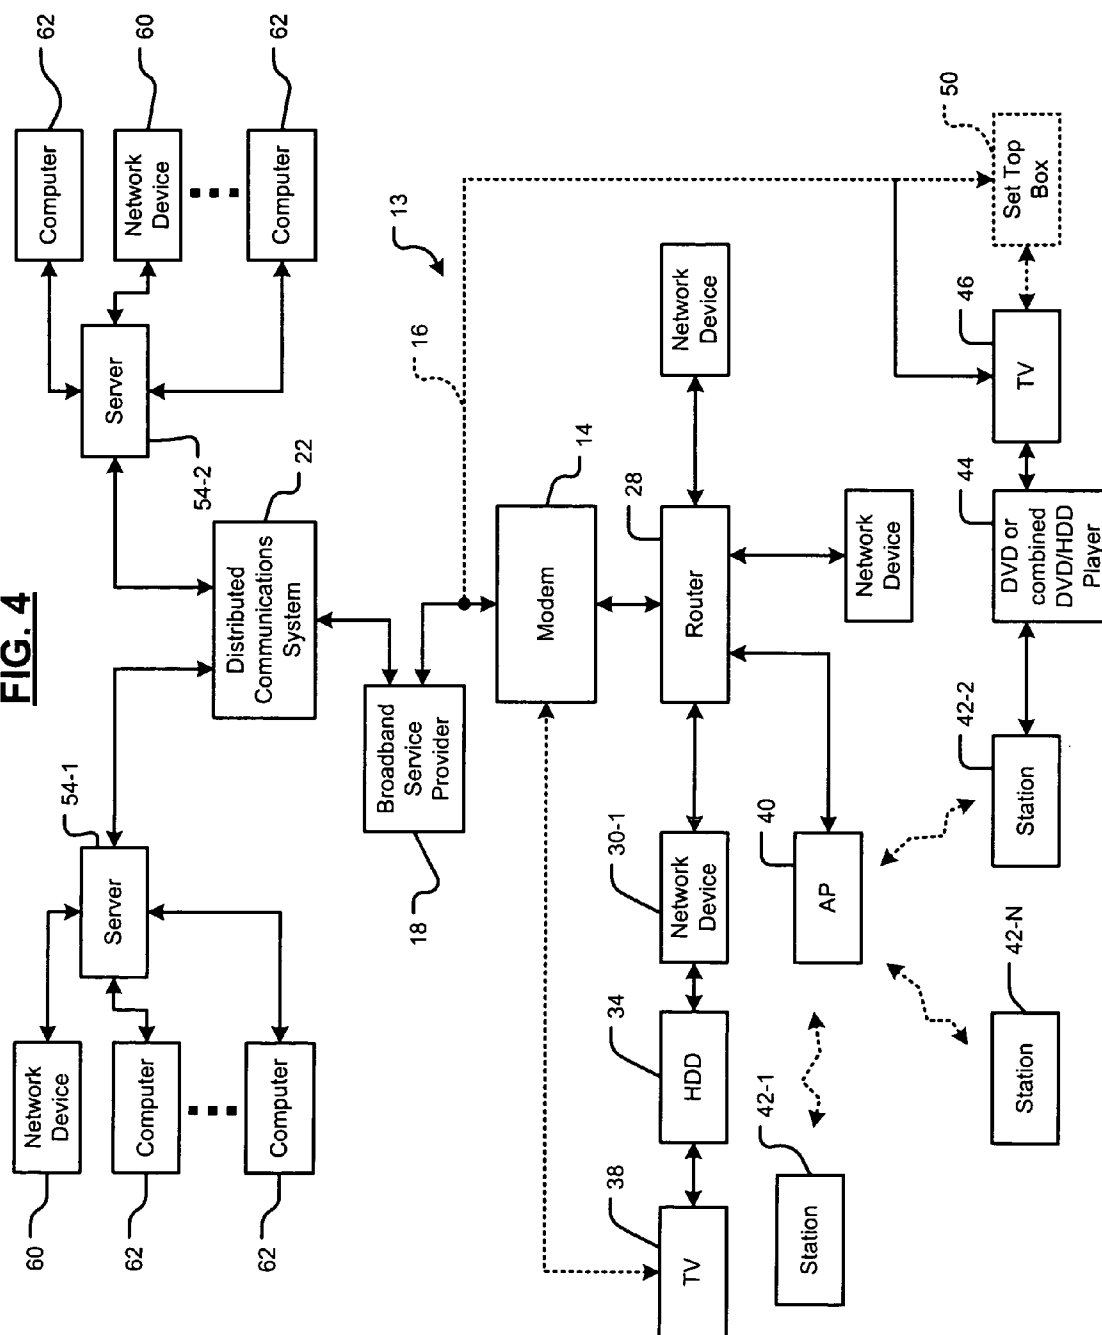 FIG. 4
60
Network
Device
62
Computer
62
Computer
Server
54-1
Server
54-2
Computer
62
Network
Device
60
Computer
62
Distributed
Communications
System
22
Broadband
Service
Provider
18
16
13
Modem
14
Router
28
Network
Device
Network
Device
TV
38
HDD
34
Network
Device
30-1
AP
40
Station
42-1
Station
42-N
Station
42-2
DVD or
combined
DVD/HDD
Player
44
TV
46
Set Top
Box
50